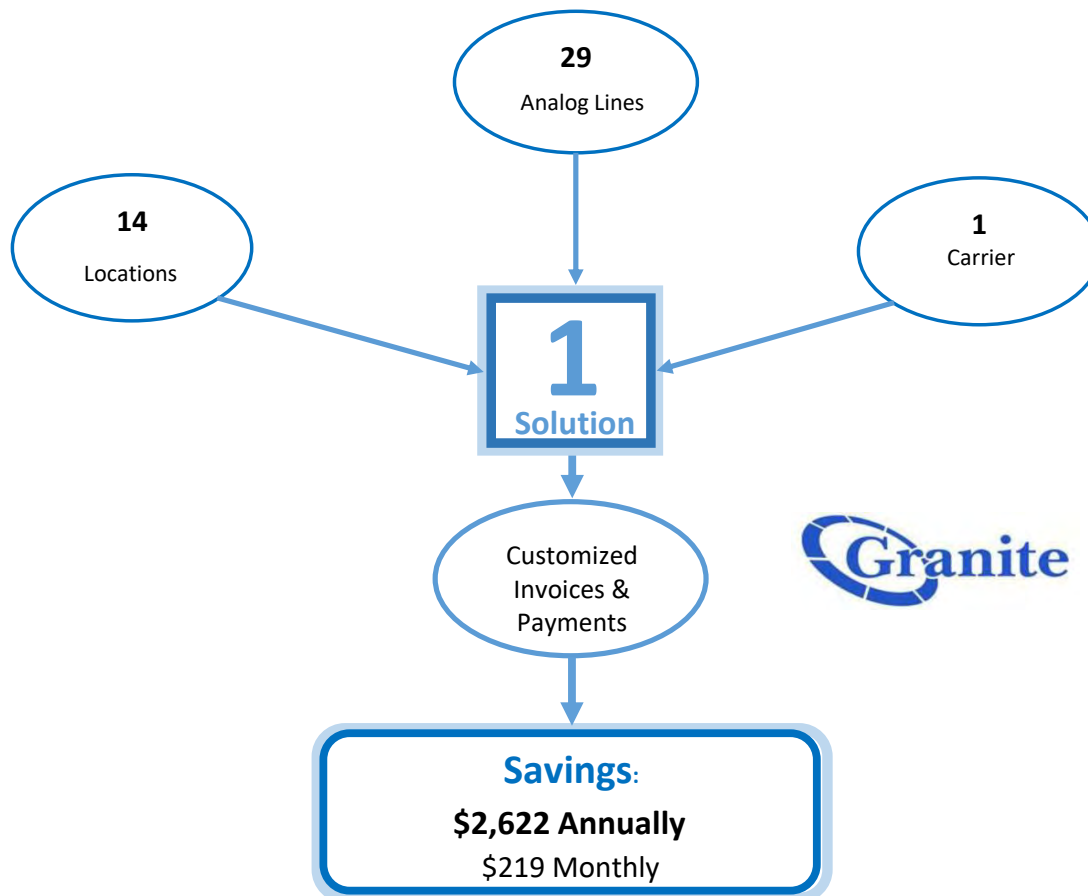 29
Analog Lines
14
Locations
1
Carrier
1
Solution
Customized
Invoices &
Payments
Granite
Savings:
$2,622 Annually
$219 Monthly